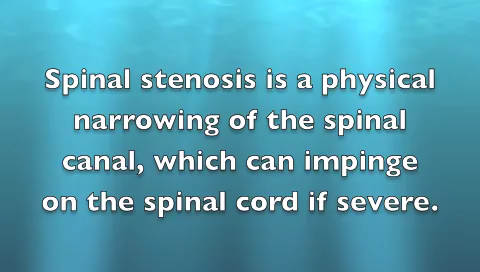 Spinal stenosis is a physical
narrowing of the spinal
canal, which can impinge
on the spinal cord if severe.